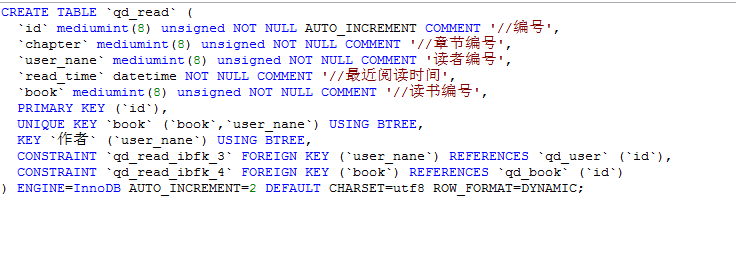 CREATE TABLE `qd_read` (
  `id` mediumint(8) unsigned NOT NULL AUTO_INCREMENT COMMENT '//编号',
  `chapter` mediumint(8) unsigned NOT NULL COMMENT '//章节编号',
  `user_nane` mediumint(8) unsigned NOT NULL COMMENT '读者编号',
  `read_time` datetime NOT NULL COMMENT '//最近阅读时间',
  `book` mediumint(8) unsigned NOT NULL COMMENT '//读书编号',
  PRIMARY KEY (`id`),
  UNIQUE KEY `book` (`book`,`user_nane`) USING BTREE,
  KEY `作者` (`user_nane`) USING BTREE,
  CONSTRAINT `qd_read_ibfk_3` FOREIGN KEY (`user_nane`) REFERENCES `qd_user` (`id`),
  CONSTRAINT `qd_read_ibfk_4` FOREIGN KEY (`book`) REFERENCES `qd_book` (`id`)
) ENGINE=InnoDB AUTO_INCREMENT=2 DEFAULT CHARSET=utf8 ROW_FORMAT=DYNAMIC;